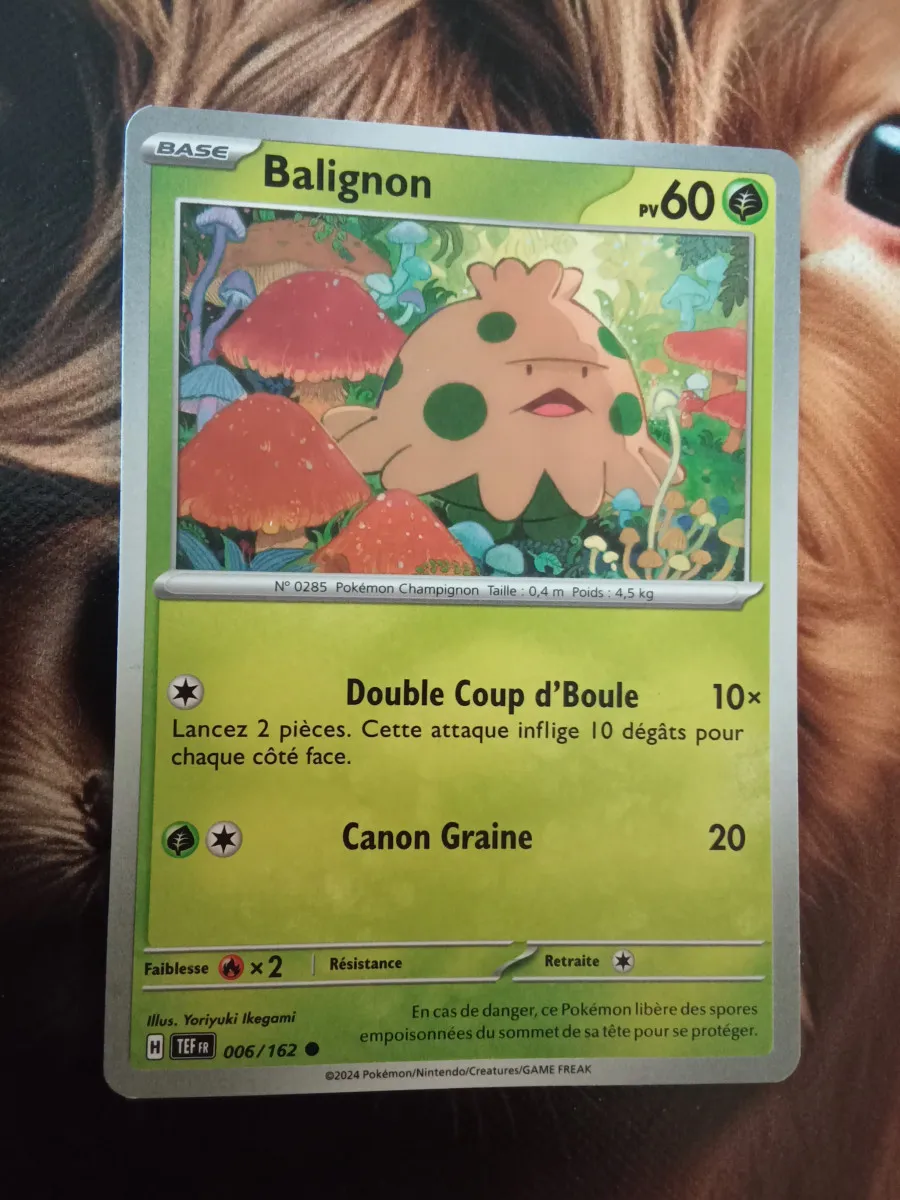 BASE
Balignon
PV 60
N° 0285 Pokémon Champignon Taille : 0,4 m Poids : 4,5 kg
Double Coup d'Boule 10×
Lancez 2 pièces. Cette attaque inflige 10 dégâts pour
chaque côté face.
Canon Graine 20
Faiblesse ×2 Résistance Retraite
Illus. Yoriyuki Ikegami
En cas de danger, ce Pokémon libère des spores
empoisonnées du sommet de sa tête pour se protéger.
H TEF FR 006/162
©2024 Pokémon/Nintendo/Creatures/GAME FREAK